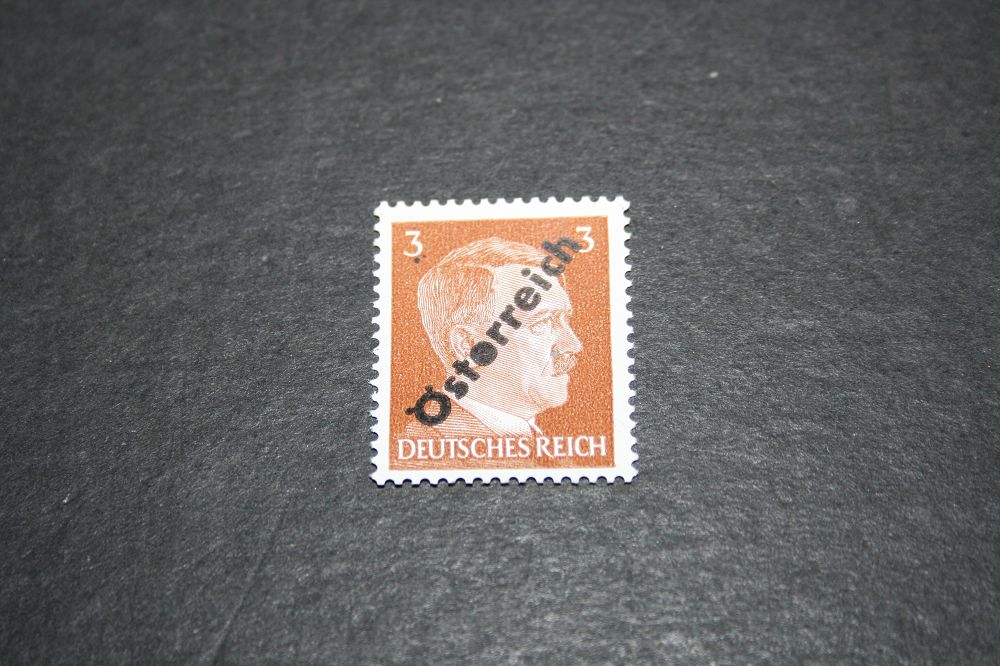 3 3
Österreich
DEUTSCHES REICH